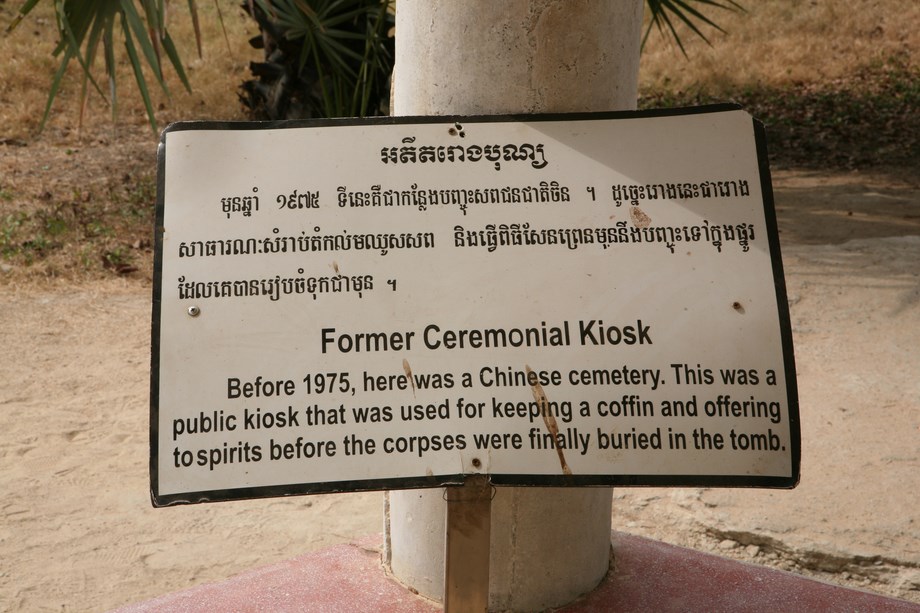 អតីតរោងបុណ្យ
មុនឆ្នាំ ១៩៧៥ ទីនេះគឺជាកន្លែងបញ្ចុះសពជនជាតិចិន ។ ដូច្នេះរោងនេះជារោង
សាធារណៈសំរាប់តំកល់មឈូសសព និងធ្វើពិធីសែនព្រេនមុននឹងបញ្ចុះទៅក្នុងផ្នូរ
ដែលគេបានរៀបចំទុកជាមុន ។
Former Ceremonial Kiosk
Before 1975, here was a Chinese cemetery. This was a
public kiosk that was used for keeping a coffin and offering
to spirits before the corpses were finally buried in the tomb.